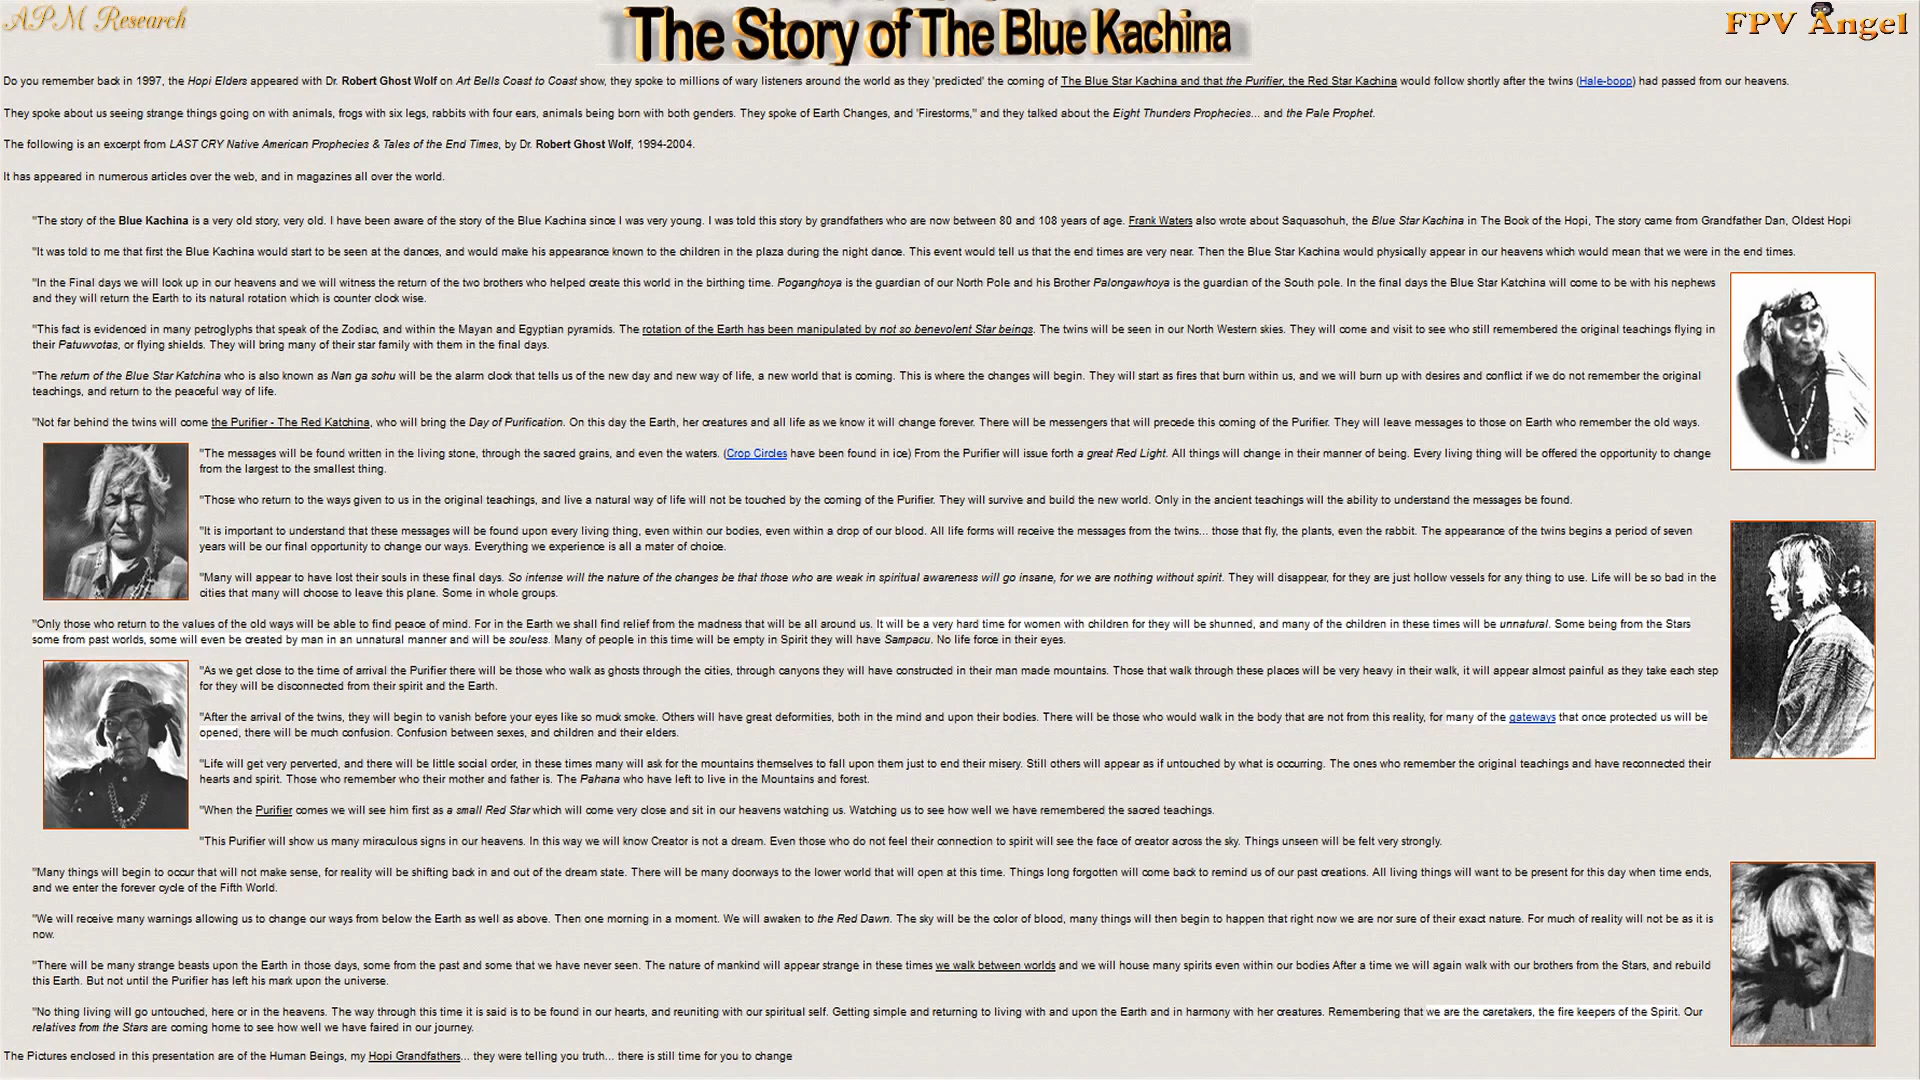 APM Research
The Story of The Blue Kachina
FPV Angel
Do you remember back in 1997, the Hopi Elders appeared with Dr. Robert Ghost Wolf on Art Bells Coast to Coast show, they spoke to millions of wary listeners around the world as they 'predicted' the coming of The Blue Star Kachina and that the Purifier, the Red Star Kachina would follow shortly after the twins (Hale-bopp) had passed from our heavens.
They spoke about us seeing strange things going on with animals, frogs with six legs, rabbits with four ears, animals being born with both genders. They spoke of Earth Changes, and 'Firestorms," and they talked about the Eight Thunders Prophecies... and the Pale Prophet.
The following is an excerpt from LAST CRY Native American Prophecies & Tales of the End Times, by Dr. Robert Ghost Wolf, 1994-2004.
It has appeared in numerous articles over the web, and in magazines all over the world.
"The story of the Blue Kachina is a very old story, very old. I have been aware of the story of the Blue Kachina since I was very young. I was told this story by grandfathers who are now between 80 and 108 years of age. Frank Waters also wrote about Saquasohuh, the Blue Star Kachina in The Book of the Hopi, The story came from Grandfather Dan, Oldest Hopi
"It was told to me that first the Blue Kachina would start to be seen at the dances, and would make his appearance known to the children in the plaza during the night dance. This event would tell us that the end times are very near. Then the Blue Star Kachina would physically appear in our heavens which would mean that we were in the end times.
"In the Final days we will look up in our heavens and we will witness the return of the two brothers who helped create this world in the birthing time. Poganghoya is the guardian of our North Pole and his Brother Palongawhoya is the guardian of the South pole. In the final days the Blue Star Katchina will come to be with his nephews
and they will return the Earth to its natural rotation which is counter clock wise.
"This fact is evidenced in many petroglyphs that speak of the Zodiac, and within the Mayan and Egyptian pyramids. The rotation of the Earth has been manipulated by not so benevolent Star beings. The twins will be seen in our North Western skies. They will come and visit to see who still remembered the original teachings flying in
their Patuwvotas, or flying shields. They will bring many of their star family with them in the final days.
"The return of the Blue Star Katchina who is also known as Nan ga sohu will be the alarm clock that tells us of the new day and new way of life, a new world that is coming. This is where the changes will begin. They will start as fires that burn within us, and we will burn up with desires and conflict if we do not remember the original
teachings, and return to the peaceful way of life.
"Not far behind the twins will come the Purifier - The Red Katchina, who will bring the Day of Purification. On this day the Earth, her creatures and all life as we know it will change forever. There will be messengers that will precede this coming of the Purifier. They will leave messages to those on Earth who remember the old ways.
"The messages will be found written in the living stone, through the sacred grains, and even the waters. (Crop Circles have been found in ice) From the Purifier will issue forth a great Red Light. All things will change in their manner of being. Every living thing will be offered the opportunity to change
from the largest to the smallest thing.
"Those who return to the ways given to us in the original teachings, and live a natural way of life will not be touched by the coming of the Purifier. They will survive and build the new world. Only in the ancient teachings will the ability to understand the messages be found.
"It is important to understand that these messages will be found upon every living thing, even within our bodies, even within a drop of our blood. All life forms will receive the messages from the twins... those that fly, the plants, even the rabbit. The appearance of the twins begins a period of seven
years will be our final opportunity to change our ways. Everything we experience is all a mater of choice.
"Many will appear to have lost their souls in these final days. So intense will the nature of the changes be that those who are weak in spiritual awareness will go insane, for we are nothing without spirit. They will disappear, for they are just hollow vessels for any thing to use. Life will be so bad in the
cities that many will choose to leave this plane. Some in whole groups.
"Only those who return to the values of the old ways will be able to find peace of mind. For in the Earth we shall find relief from the madness that will be all around us. It will be a very hard time for women with children for they will be shunned, and many of the children in these times will be unnatural. Some being from the Stars
some from past worlds, some will even be created by man in an unnatural manner and will be souless. Many of people in this time will be empty in Spirit they will have Sampacu. No life force in their eyes.
"As we get close to the time of arrival the Purifier there will be those who walk as ghosts through the cities, through canyons they will have constructed in their man made mountains. Those that walk through these places will be very heavy in their walk, it will appear almost painful as they take each step
for they will be disconnected from their spirit and the Earth.
"After the arrival of the twins, they will begin to vanish before your eyes like so much smoke. Others will have great deformities, both in the mind and upon their bodies. There will be those who would walk in the body that are not from this reality, for many of the gateways that once protected us will be
opened, there will be much confusion. Confusion between sexes, and children and their elders.
"Life will get very perverted, and there will be little social order, in these times many will ask for the mountains themselves to fall upon them just to end their misery. Still others will appear as if untouched by what is occurring. The ones who remember the original teachings and have reconnected their
hearts and spirit. Those who remember who their mother and father is. The Pahana who have left to live in the Mountains and forest.
"When the Purifier comes we will see him first as a small Red Star which will come very close and sit in our heavens watching us. Watching us to see how well we have remembered the sacred teachings.
"This Purifier will show us many miraculous signs in our heavens. In this way we will know Creator is not a dream. Even those who do not feel their connection to spirit will see the face of creator across the sky. Things unseen will be felt very strongly.
"Many things will begin to occur that will not make sense, for reality will be shifting back in and out of the dream state. There will be many doorways to the lower world that will open at this time. Things long forgotten will come back to remind us of our past creations. All living things will want to be present for this day when time ends,
and we enter the forever cycle of the Fifth World.
"We will receive many warnings allowing us to change our ways from below the Earth as well as above. Then one morning in a moment. We will awaken to the Red Dawn. The sky will be the color of blood, many things will then begin to happen that right now we are nor sure of their exact nature. For much of reality will not be as it is
now.
"There will be many strange beasts upon the Earth in those days, some from the past and some that we have never seen. The nature of mankind will appear strange in these times we walk between worlds and we will house many spirits even within our bodies After a time we will again walk with our brothers from the Stars, and rebuild
this Earth. But not until the Purifier has left his mark upon the universe.
"No thing living will go untouched, here or in the heavens. The way through this time it is said is to be found in our hearts, and reuniting with our spiritual self. Getting simple and returning to living with and upon the Earth and in harmony with her creatures. Remembering that we are the caretakers, the fire keepers of the Spirit. Our
relatives from the Stars are coming home to see how well we have faired in our journey.
The Pictures enclosed in this presentation are of the Human Beings, my Hopi Grandfathers... they were telling you truth... there is still time for you to change